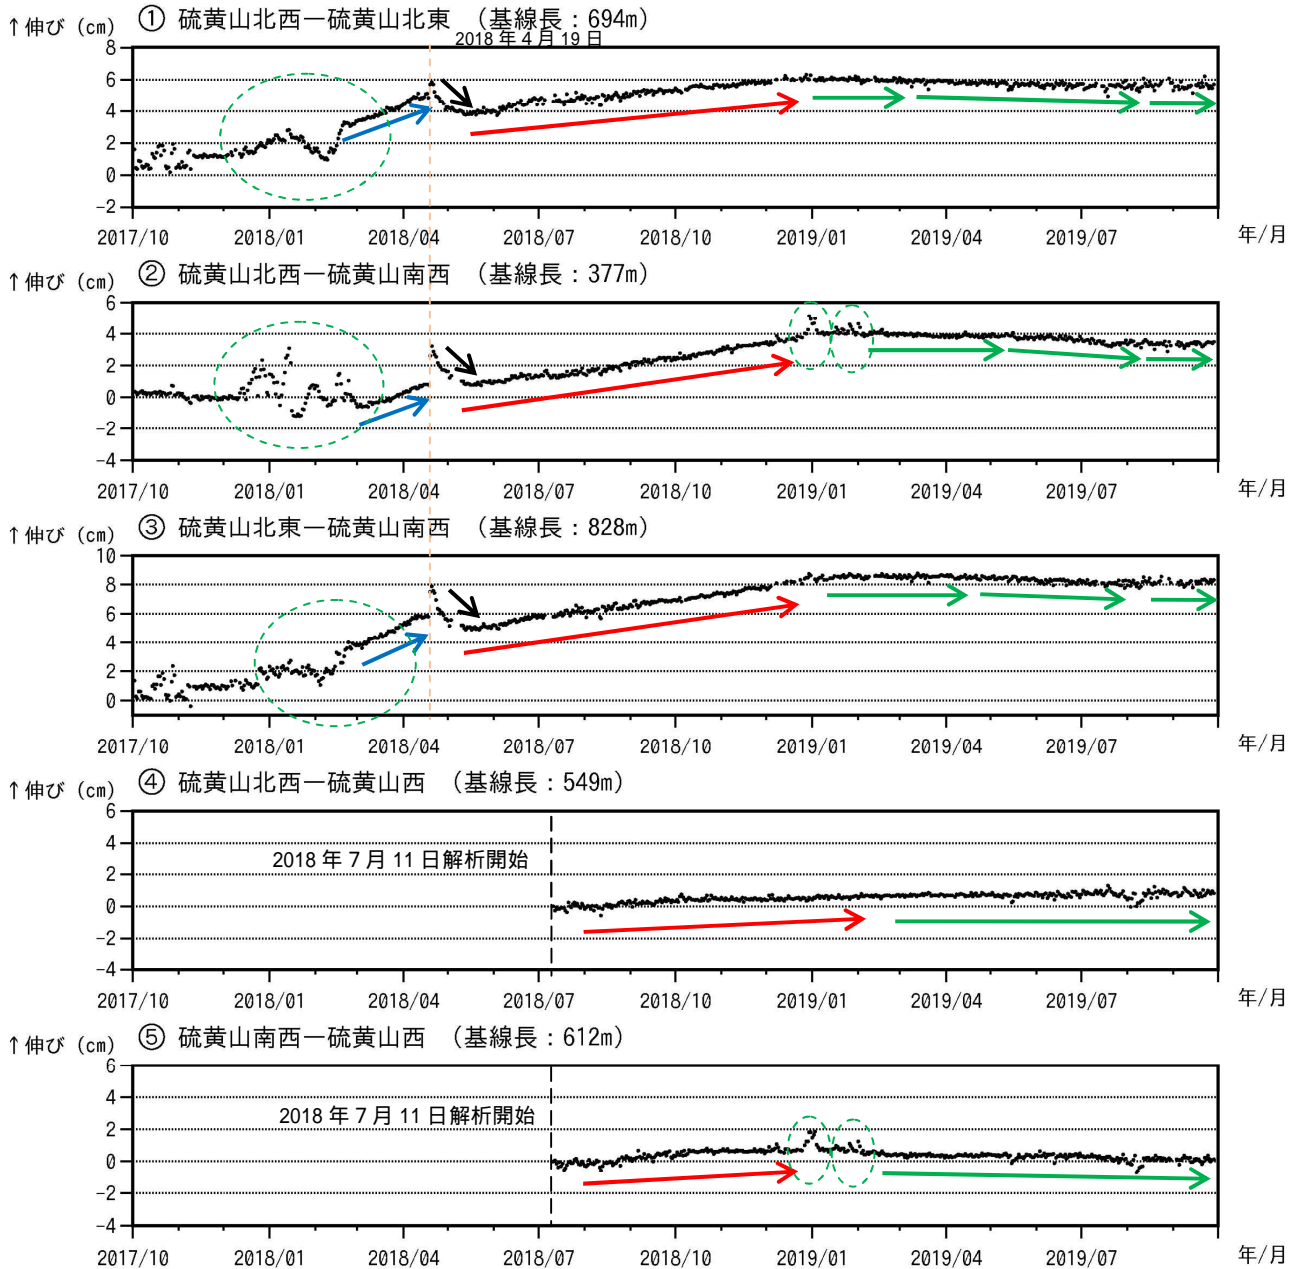 ① 硫黄山北西－硫黄山北東 （基線長：694m）
↑伸び (cm)
2018 年 4 月 19 日
8
6
4
2
0
-2
2017/10 2018/01 2018/04 2018/07 2018/10 2019/01 2019/04 2019/07 年/月
② 硫黄山北西－硫黄山南西 （基線長：377m）
↑伸び (cm)
6
4
2
0
-2
-4
2017/10 2018/01 2018/04 2018/07 2018/10 2019/01 2019/04 2019/07 年/月
③ 硫黄山北東－硫黄山南西 （基線長：828m）
↑伸び (cm)
10
8
6
4
2
0
2017/10 2018/01 2018/04 2018/07 2018/10 2019/01 2019/04 2019/07 年/月
④ 硫黄山北西－硫黄山西 （基線長：549m）
↑伸び (cm)
6
4
2018 年 7 月 11 日解析開始
2
0
-2
-4
2017/10 2018/01 2018/04 2018/07 2018/10 2019/01 2019/04 2019/07 年/月
⑤ 硫黄山南西－硫黄山西 （基線長：612m）
↑伸び (cm)
6
4
2018 年 7 月 11 日解析開始
2
0
-2
-4
2017/10 2018/01 2018/04 2018/07 2018/10 2019/01 2019/04 2019/07 年/月